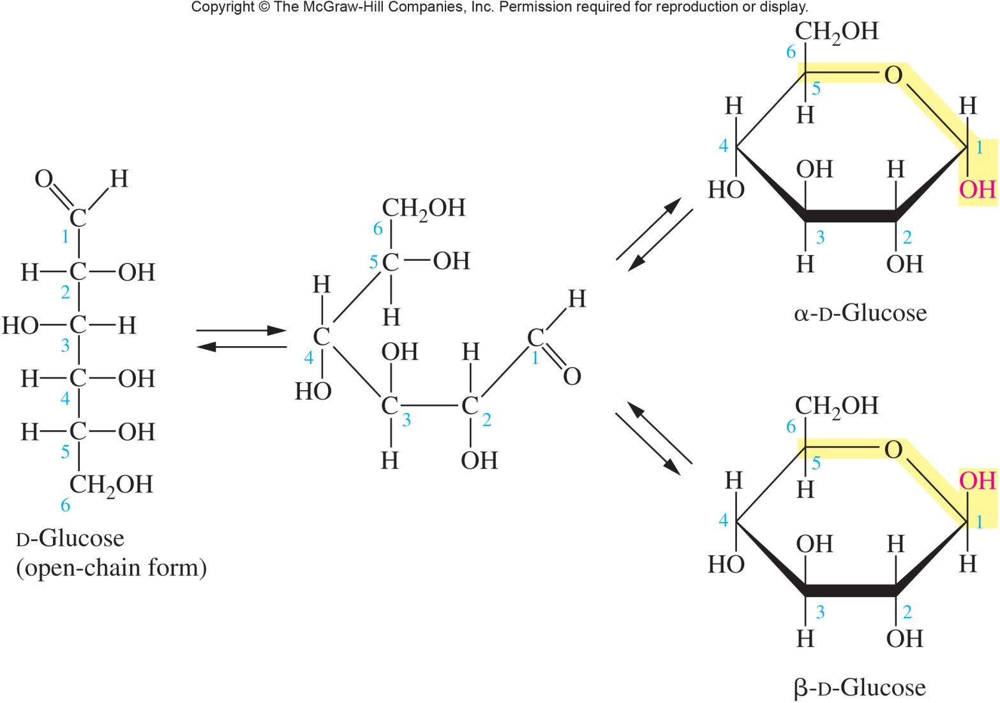 Copyright © The McGraw-Hill Companies, Inc. Permission required for reproduction or display.
O H
C
1
H C OH
2
HO C H
3
H C OH
4
H C OH
5
CH₂OH
6
D-Glucose
(open-chain form)
CH₂OH
6
5 C OH
H
H
C
4
HO
OH
C
3
H
H
C
2
OH
H
C
1
O
CH₂OH
6
5
O
H
H
4
HO
OH
3
H
H
2
OH
H
1
OH
α-D-Glucose
CH₂OH
6
5
O
H
H
4
HO
OH
3
H
H
2
OH
OH
1
H
β-D-Glucose